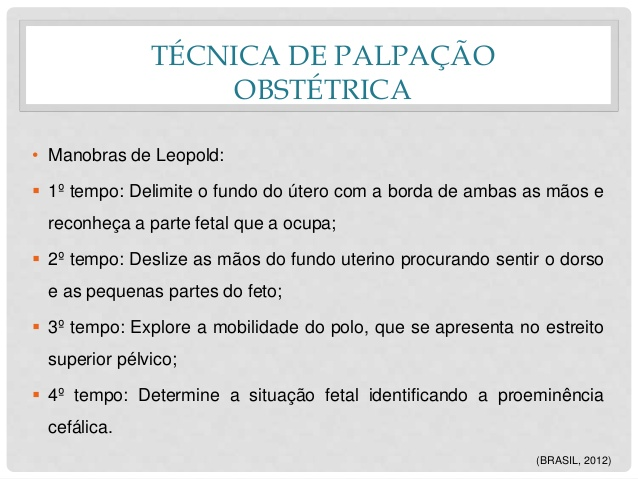 TÉCNICA DE PALPAÇÃO
OBSTÉTRICA
• Manobras de Leopold:
▪ 1º tempo: Delimite o fundo do útero com a borda de ambas as mãos e
reconheça a parte fetal que a ocupa;
▪ 2º tempo: Deslize as mãos do fundo uterino procurando sentir o dorso
e as pequenas partes do feto;
▪ 3º tempo: Explore a mobilidade do polo, que se apresenta no estreito
superior pélvico;
▪ 4º tempo: Determine a situação fetal identificando a proeminência
cefálica.
(BRASIL, 2012)